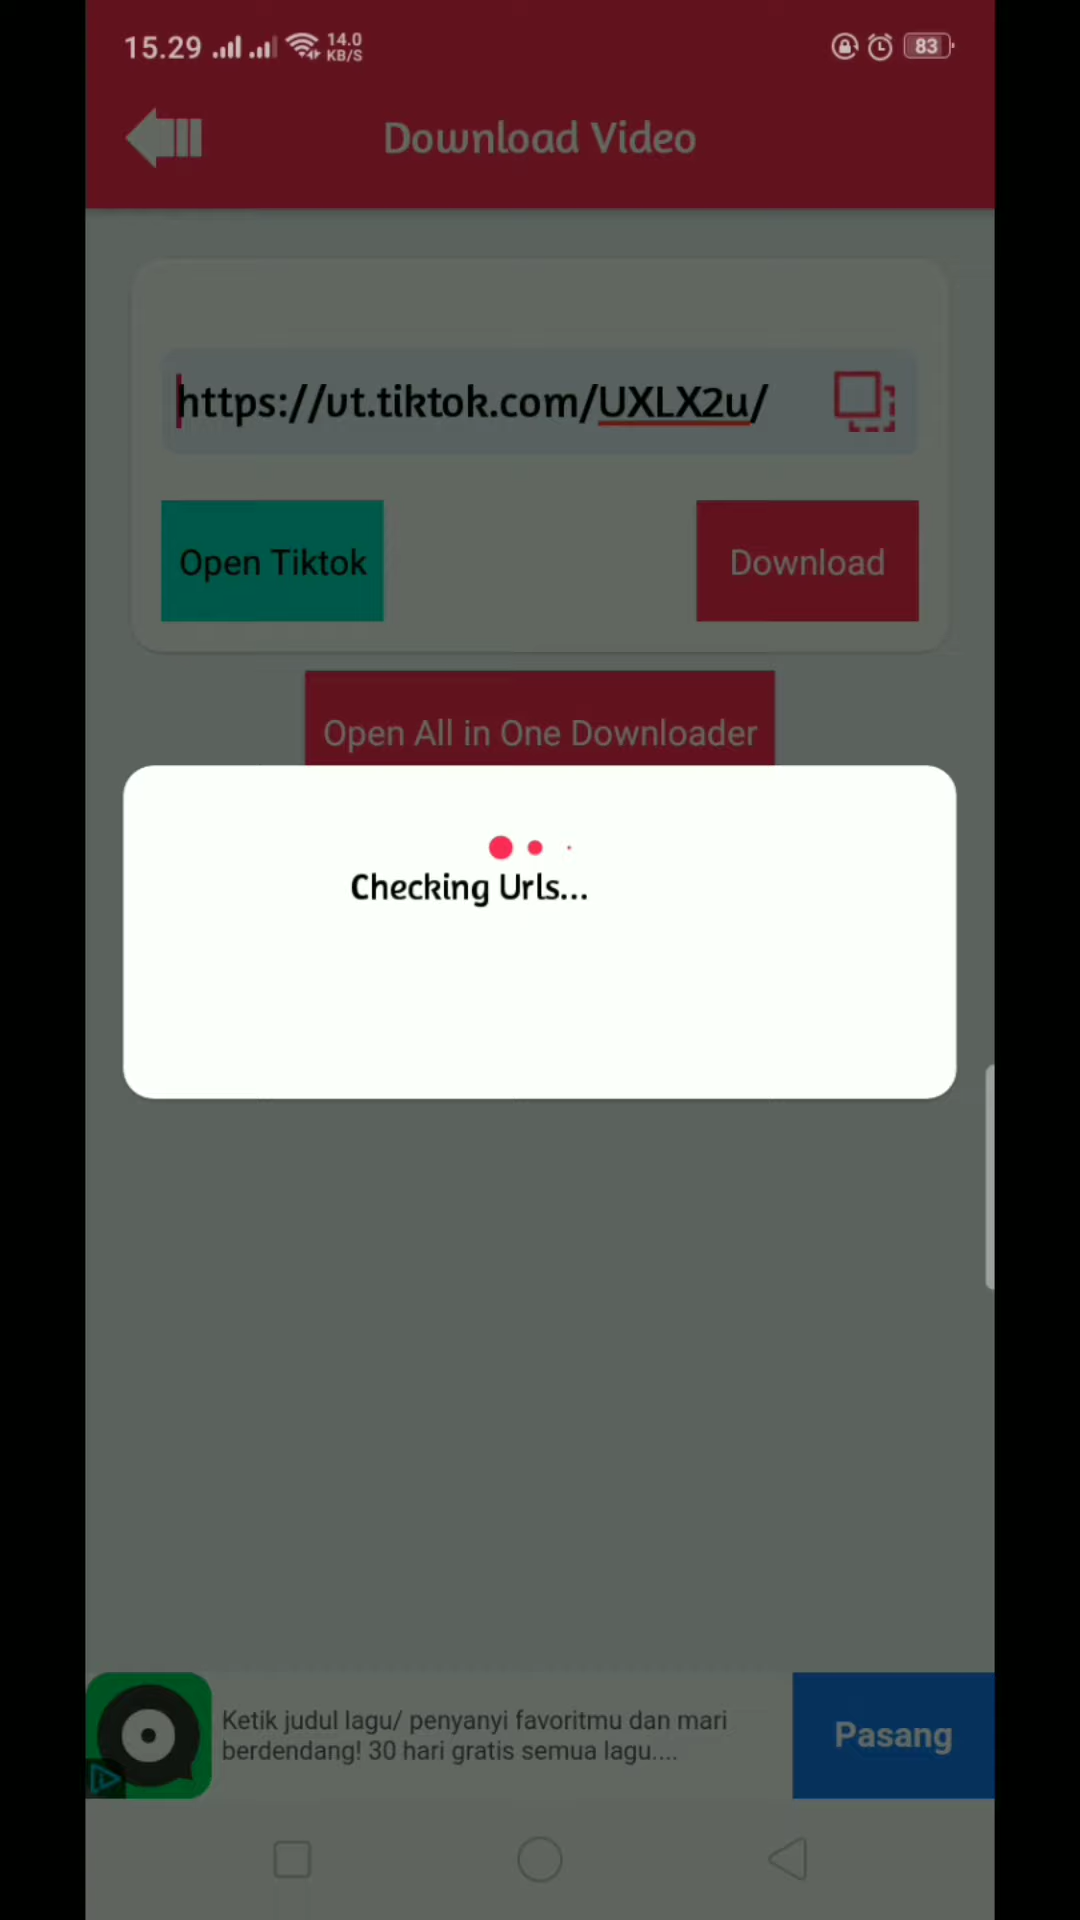 15.29 14.0 KB/S 83
Download Video
https://vt.tiktok.com/UXLX2u/
Open Tiktok
Download
Open All in One Downloader
Checking Urls...
Ketik judul lagu/ penyanyi favoritmu dan mari
berdendang! 30 hari gratis semua lagu....
Pasang